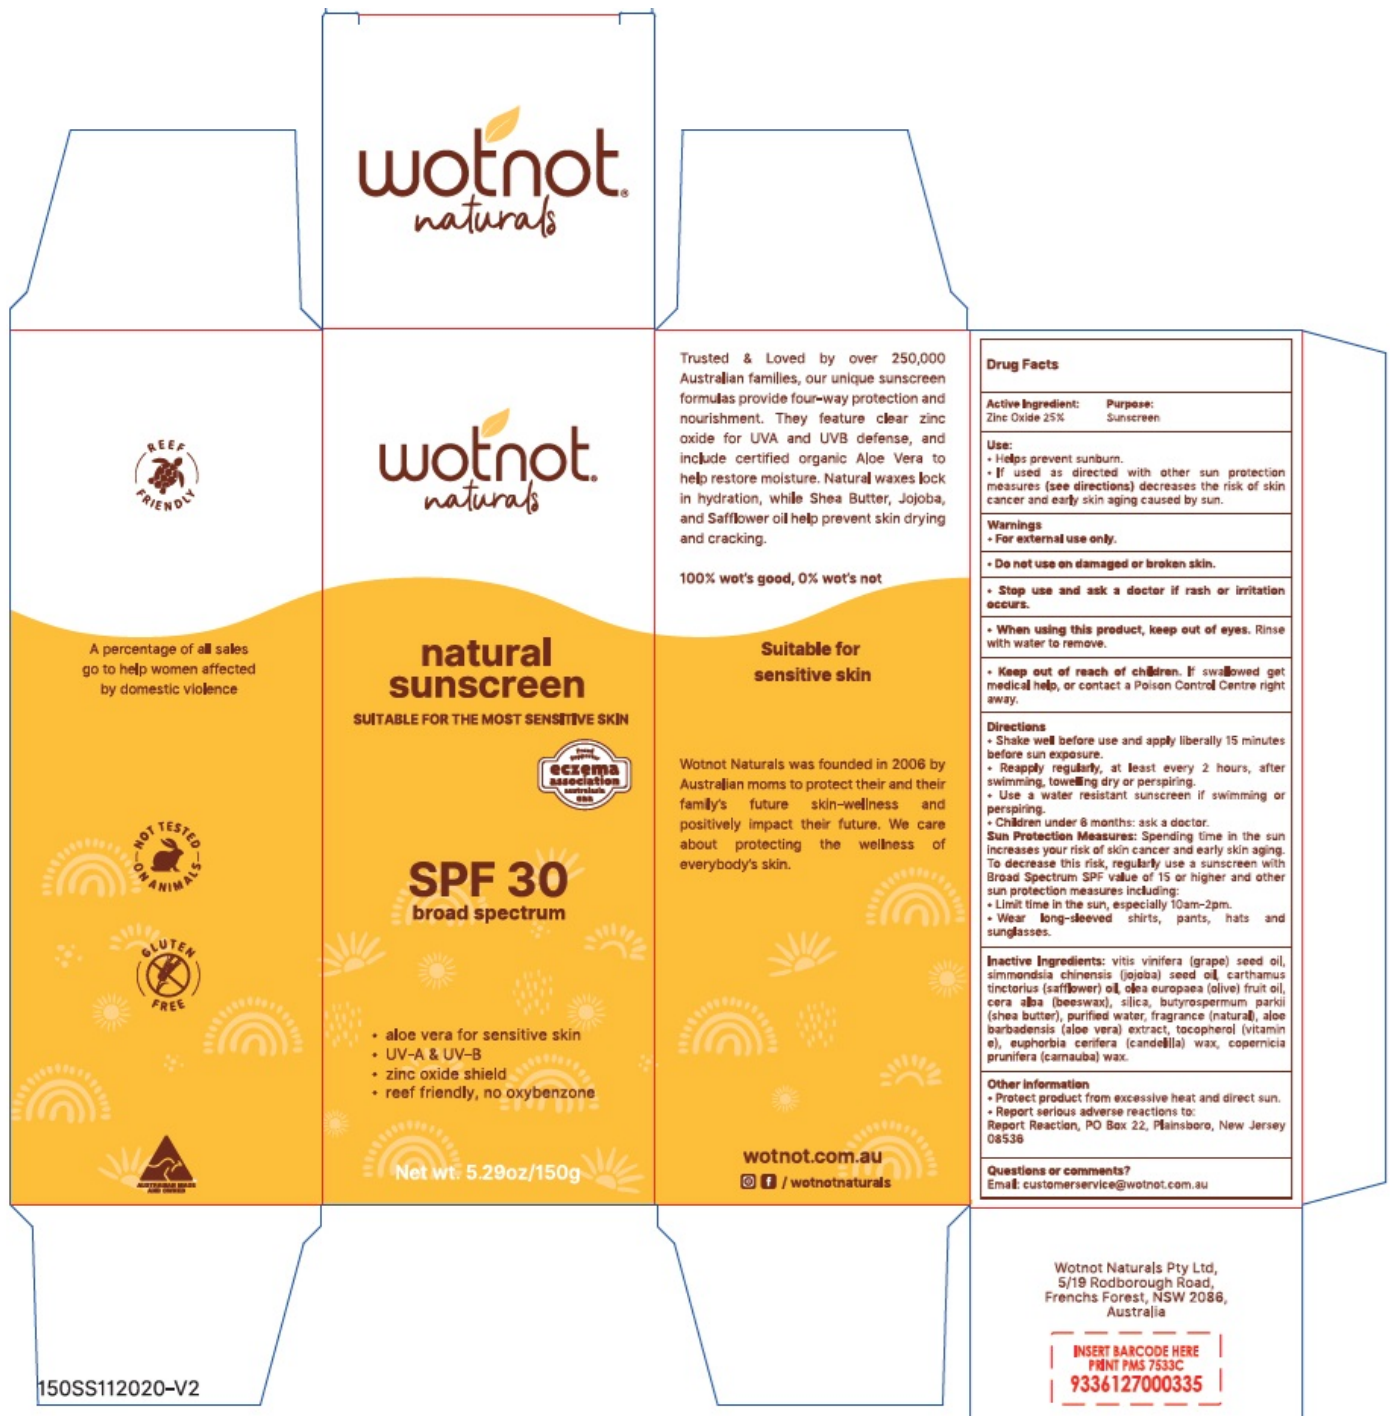 wotnot®
naturals
REEF
FRIENDLY
A percentage of all sales
go to help women affected
by domestic violence
NOT TESTED
ON ANIMALS
GLUTEN
FREE
AUSTRALIAN MADE
AND OWNED
wotnot®
naturals
natural
sunscreen
SUITABLE FOR THE MOST SENSITIVE SKIN
Proud
Supporter
eczema
association
australasia
SPF 30
broad spectrum
• aloe vera for sensitive skin
• UV-A & UV-B
• zinc oxide shield
• reef friendly, no oxybenzone
Net wt. 5.29oz/150g
Trusted & Loved by over 250,000
Australian families, our unique sunscreen
formulas provide four-way protection and
nourishment. They feature clear zinc
oxide for UVA and UVB defense, and
include certified organic Aloe Vera to
help restore moisture. Natural waxes lock
in hydration, while Shea Butter, Jojoba,
and Safflower oil help prevent skin drying
and cracking.
100% wot's good, 0% wot's not
Suitable for
sensitive skin
Wotnot Naturals was founded in 2006 by
Australian moms to protect their and their
family's future skin-wellness and
positively impact their future. We care
about protecting the wellness of
everybody's skin.
wotnot.com.au
/ wotnotnaturals
Drug Facts
Active Ingredient: Purpose:
Zinc Oxide 25% Sunscreen
Use:
• Helps prevent sunburn.
• If used as directed with other sun protection
measures (see directions) decreases the risk of skin
cancer and early skin aging caused by sun.
Warnings
• For external use only.
• Do not use on damaged or broken skin.
• Stop use and ask a doctor if rash or irritation
occurs.
• When using this product, keep out of eyes. Rinse
with water to remove.
• Keep out of reach of children. If swallowed get
medical help, or contact a Poison Control Centre right
away.
Directions
• Shake well before use and apply liberally 15 minutes
before sun exposure.
• Reapply regularly, at least every 2 hours, after
swimming, towelling dry or perspiring.
• Use a water resistant sunscreen if swimming or
perspiring.
• Children under 6 months: ask a doctor.
Sun Protection Measures: Spending time in the sun
increases your risk of skin cancer and early skin aging.
To decrease this risk, regularly use a sunscreen with
Broad Spectrum SPF value of 15 or higher and other
sun protection measures including:
• Limit time in the sun, especially 10am-2pm.
• Wear long-sleeved shirts, pants, hats and
sunglasses.
Inactive Ingredients: vitis vinifera (grape) seed oil,
simmondsia chinensis (jojoba) seed oil, carthamus
tinctorius (safflower) oil, olea europaea (olive) fruit oil,
cera alba (beeswax), silica, butyrospermum parkii
(shea butter), purified water, fragrance (natural), aloe
barbadensis (aloe vera) extract, tocopherol (vitamin
e), euphorbia cerifera (candelilla) wax, copernicia
prunifera (carnauba) wax.
Other information
• Protect product from excessive heat and direct sun.
• Report serious adverse reactions to:
Report Reaction, PO Box 22, Plainsboro, New Jersey
08536
Questions or comments?
Email: customerservice@wotnot.com.au
Wotnot Naturals Pty Ltd,
5/19 Rodborough Road,
Frenchs Forest, NSW 2086,
Australia
INSERT BARCODE HERE
PRINT PMS 7533C
9336127000335
150SS112020-V2